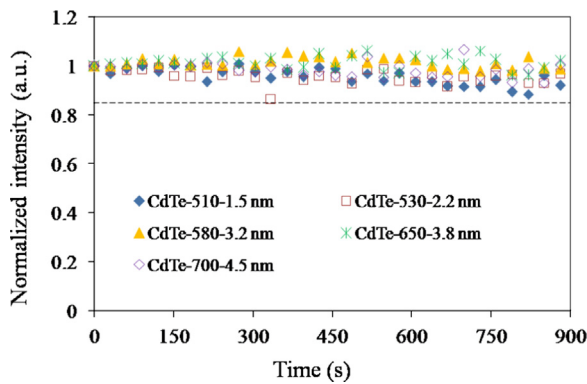 1.2
1
0.8
0.6
0.4
0.2
0
Normalized intensity (a.u.)
CdTe-510-1.5 nm
CdTe-530-2.2 nm
CdTe-580-3.2 nm
CdTe-650-3.8 nm
CdTe-700-4.5 nm
0 150 300 450 600 750 900
Time (s)